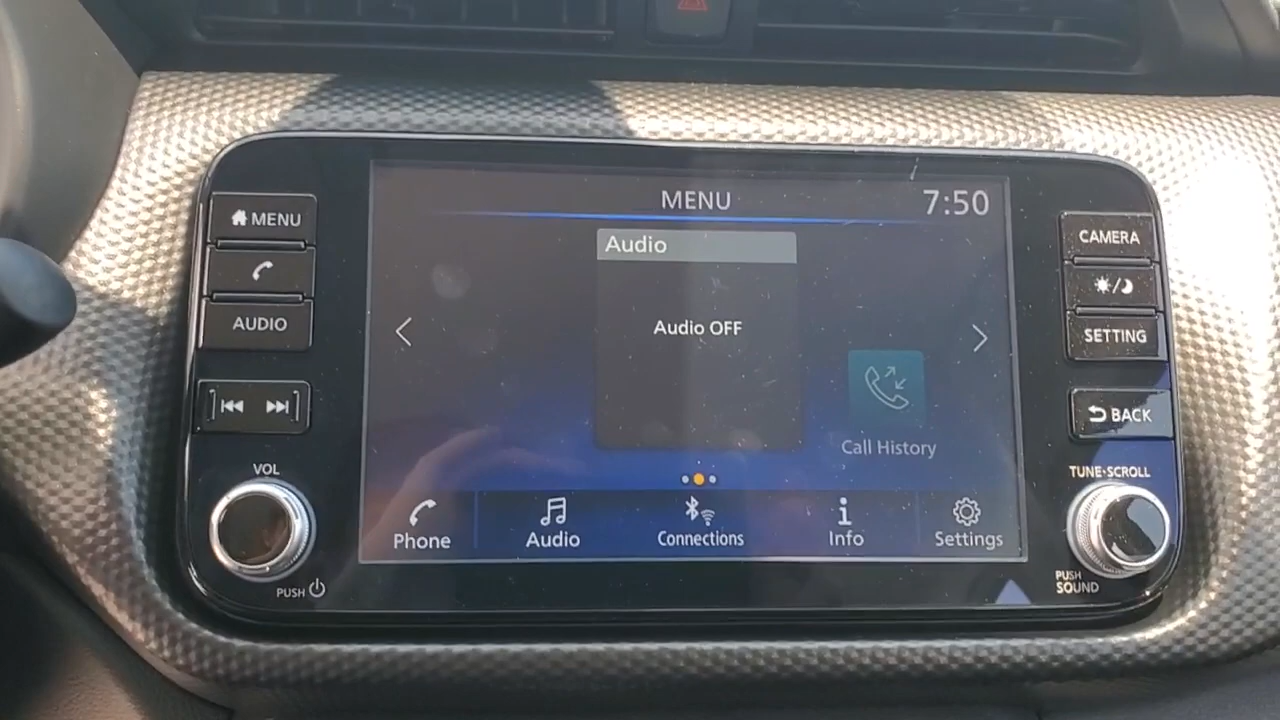 MENU
7:50
MENU
AUDIO
VOL
PUSH
Audio
Audio OFF
Call History
Phone
Audio
Connections
Info
Settings
CAMERA
SETTING
BACK
TUNE·SCROLL
PUSH
SOUND